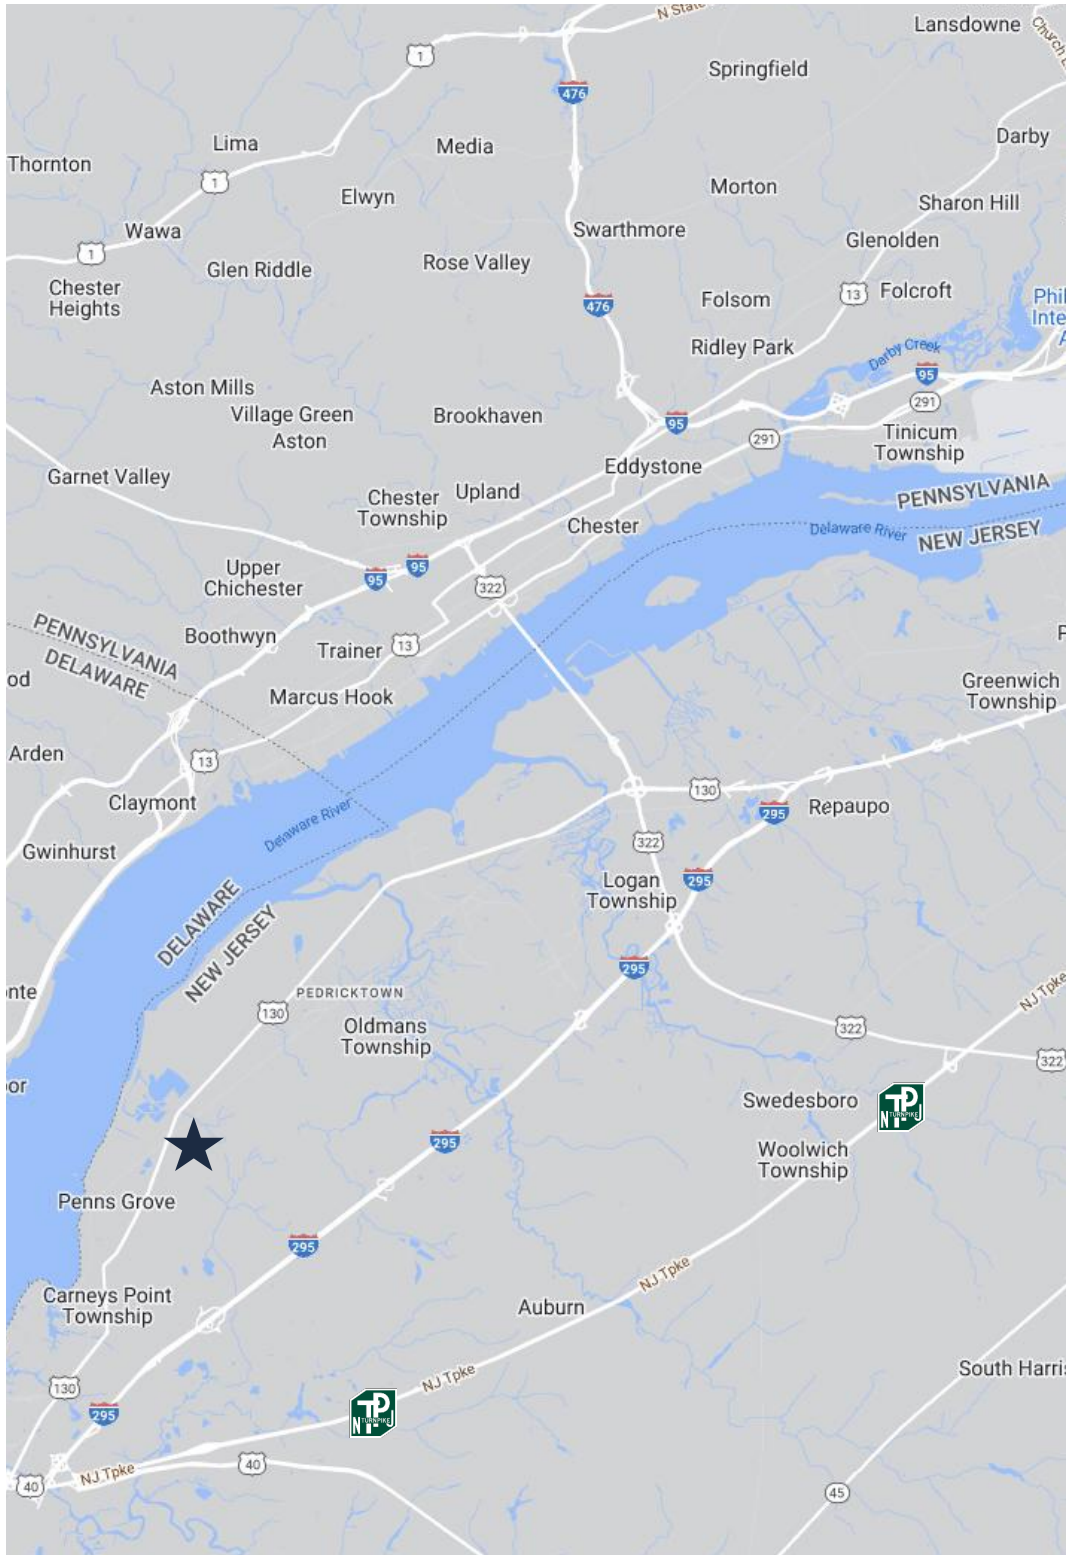 N State
Lansdowne
Church
1
Springfield
476
Lima
Media
Darby
Thornton
1
Elwyn
Morton
Sharon Hill
Wawa
Swarthmore
Glenolden
1
Glen Riddle
Rose Valley
Chester
Heights
476
Folsom
13
Folcroft
Phil
Inte
A
Ridley Park
Darby Creek
95
Aston Mills
Village Green
Aston
Brookhaven
95
291
291
Tinicum
Township
Garnet Valley
Eddystone
Chester
Township
Upland
PENNSYLVANIA
Chester
Delaware River
NEW JERSEY
Upper
Chichester
95
95
322
PENNSYLVANIA
DELAWARE
Boothwyn
Trainer
13
od
Marcus Hook
Greenwich
Township
Arden
13
Claymont
Delaware River
130
295
Repaupo
Gwinhurst
322
Logan
Township
295
DELAWARE
NEW JERSEY
295
onte
PEDRICKTOWN
130
Oldmans
Township
NJ Tpke
322
322
or
Swedesboro
NJTP
TURNPIKE
295
Woolwich
Township
Penns Grove
295
NJ Tpke
Carneys Point
Township
Auburn
South Harris
130
NJ Tpke
295
NJTP
TURNPIKE
40
NJ Tpke
40
45